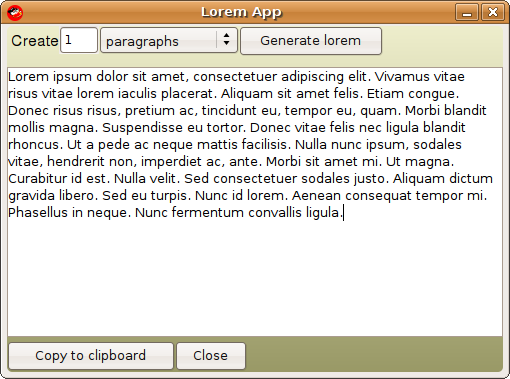 Lorem App
Create 1 paragraphs Generate lorem
Lorem ipsum dolor sit amet, consectetuer adipiscing elit. Vivamus vitae
risus vitae lorem iaculis placerat. Aliquam sit amet felis. Etiam congue.
Donec risus risus, pretium ac, tincidunt eu, tempor eu, quam. Morbi blandit
mollis magna. Suspendisse eu tortor. Donec vitae felis nec ligula blandit
rhoncus. Ut a pede ac neque mattis facilisis. Nulla nunc ipsum, sodales
vitae, hendrerit non, imperdiet ac, ante. Morbi sit amet mi. Ut magna.
Curabitur id est. Nulla velit. Sed consectetuer sodales justo. Aliquam dictum
gravida libero. Sed eu turpis. Nunc id lorem. Aenean consequat tempor mi.
Phasellus in neque. Nunc fermentum convallis ligula.
Copy to clipboard Close